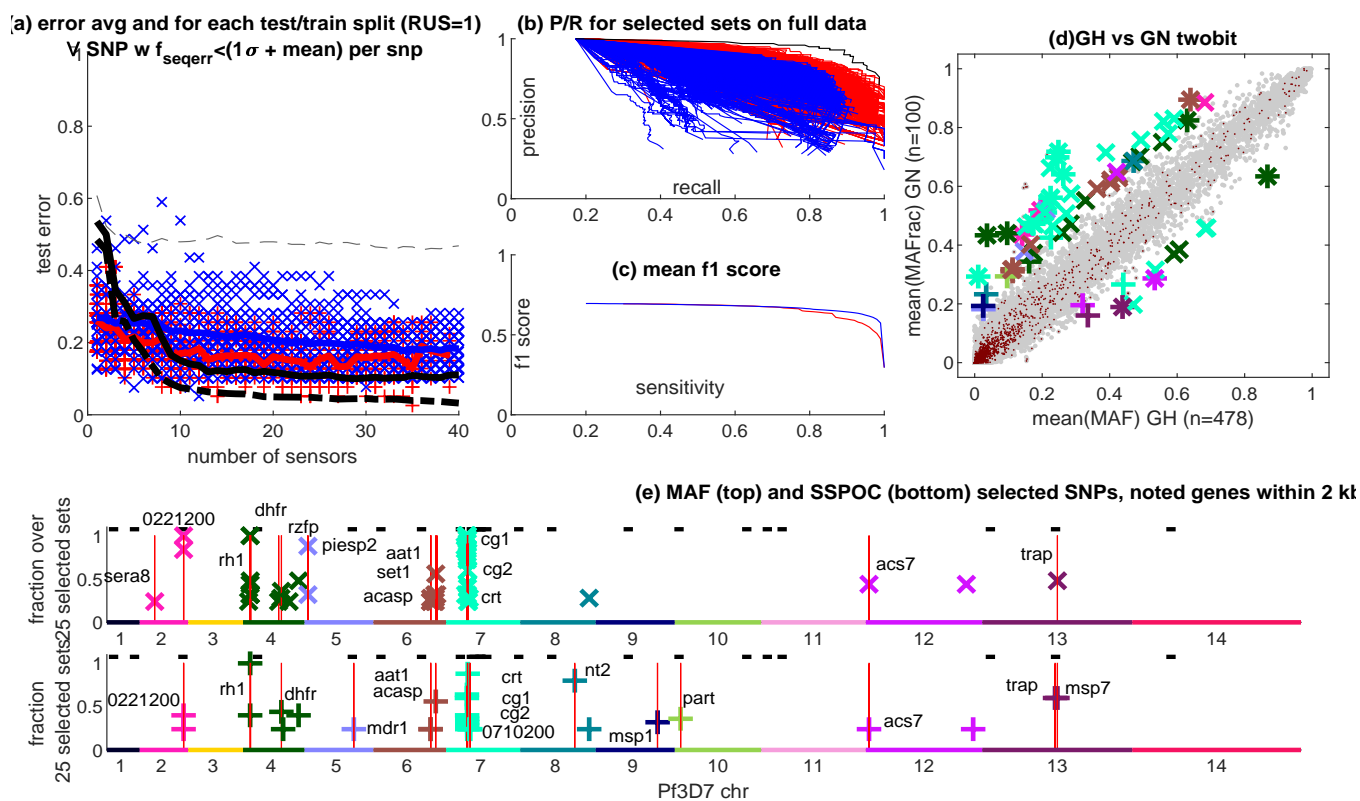 (a) error avg and for each test/train split (RUS=1)
∀ SNP w f_seqerr<(1σ + mean) per snp
1
0.8
0.6
0.4
0.2
0
test error
0 10 20 30 40
number of sensors
(b) P/R for selected sets on full data
1
0.5
0
precision
recall
0.2 0.4 0.6 0.8 1
(c) mean f1 score
1
0.5
0
f1 score
sensitivity
0.2 0.4 0.6 0.8 1
(d)GH vs GN twobit
1
0.8
0.6
0.4
0.2
0
mean(MAFrac) GN (n=100)
0 0.2 0.4 0.6 0.8 1
mean(MAF) GH (n=478)
(e) MAF (top) and SSPOC (bottom) selected SNPs, noted genes within 2 kb
fraction over
25 selected sets
1
0.5
0
sera8
0221200
rh1
dhfr
rzfp
piesp2
aat1
set1
acasp
cg1
cg2
crt
acs7
trap
1 2 3 4 5 6 7 8 9 10 11 12 13 14
fraction
25 selected sets
1
0.5
0
0221200
rh1
dhfr
mdr1
aat1
acasp
crt
cg1
cg2
0710200
nt2
msp1
part
acs7
trap
msp7
1 2 3 4 5 6 7 8 9 10 11 12 13 14
Pf3D7 chr